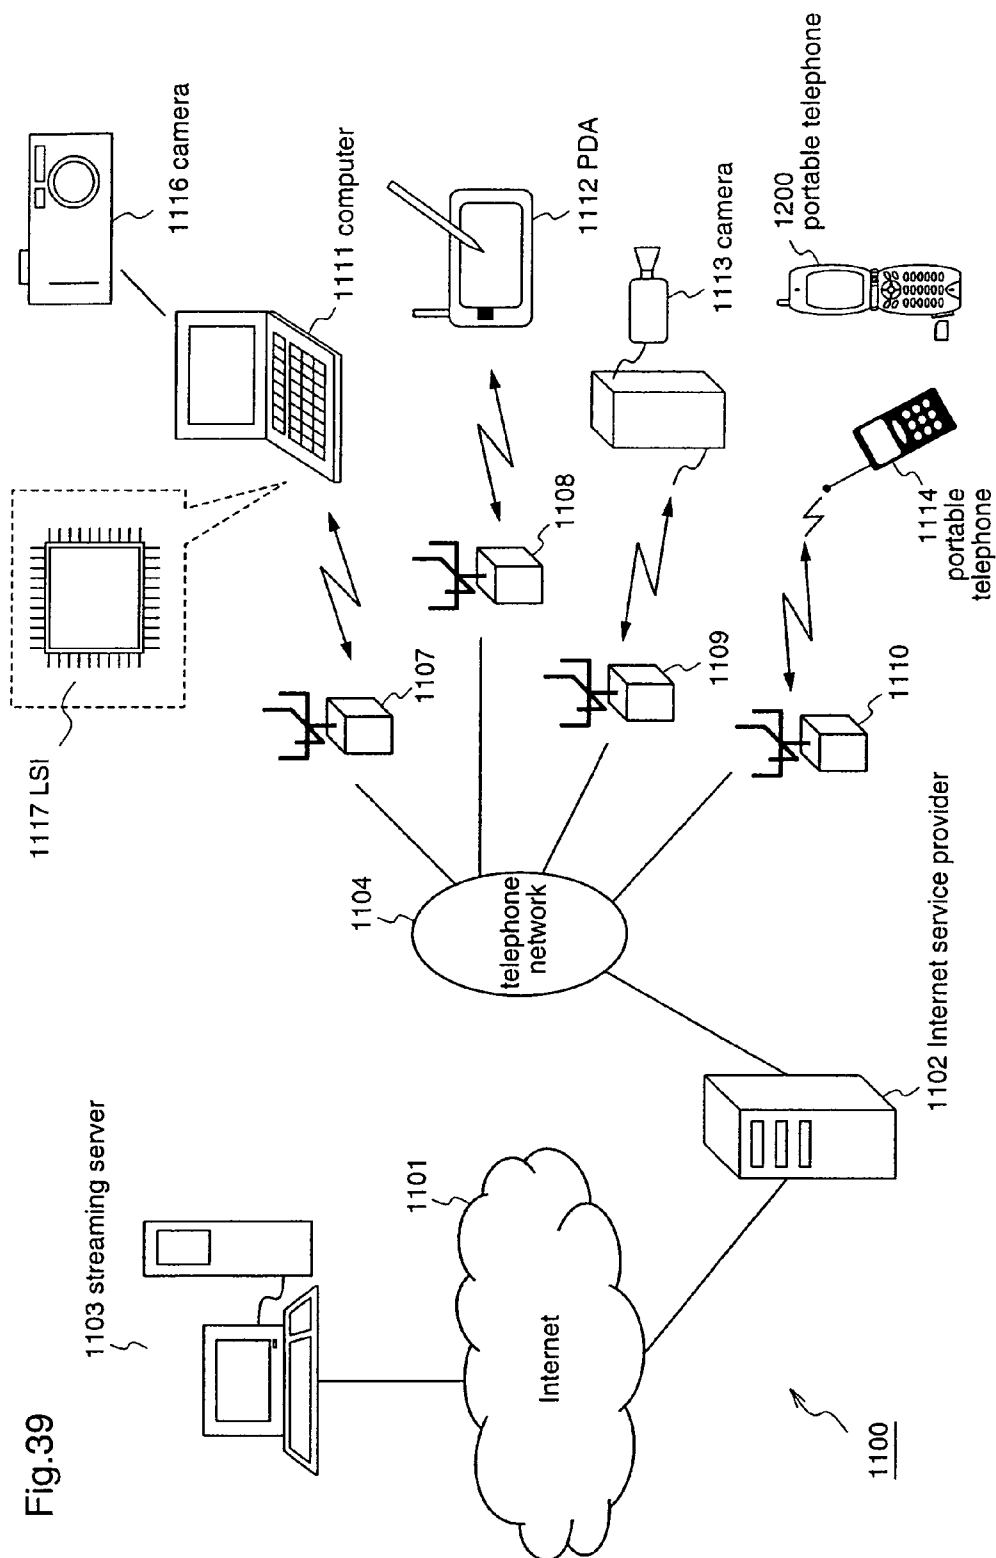 Fig.39
1103 streaming server
1101
Internet
1100
1102 Internet service provider
1104
telephone
network
1117 LSI
1107
1108
1109
1110
1116 camera
1111 computer
1112 PDA
1113 camera
1114
portable
telephone
1200
portable telephone